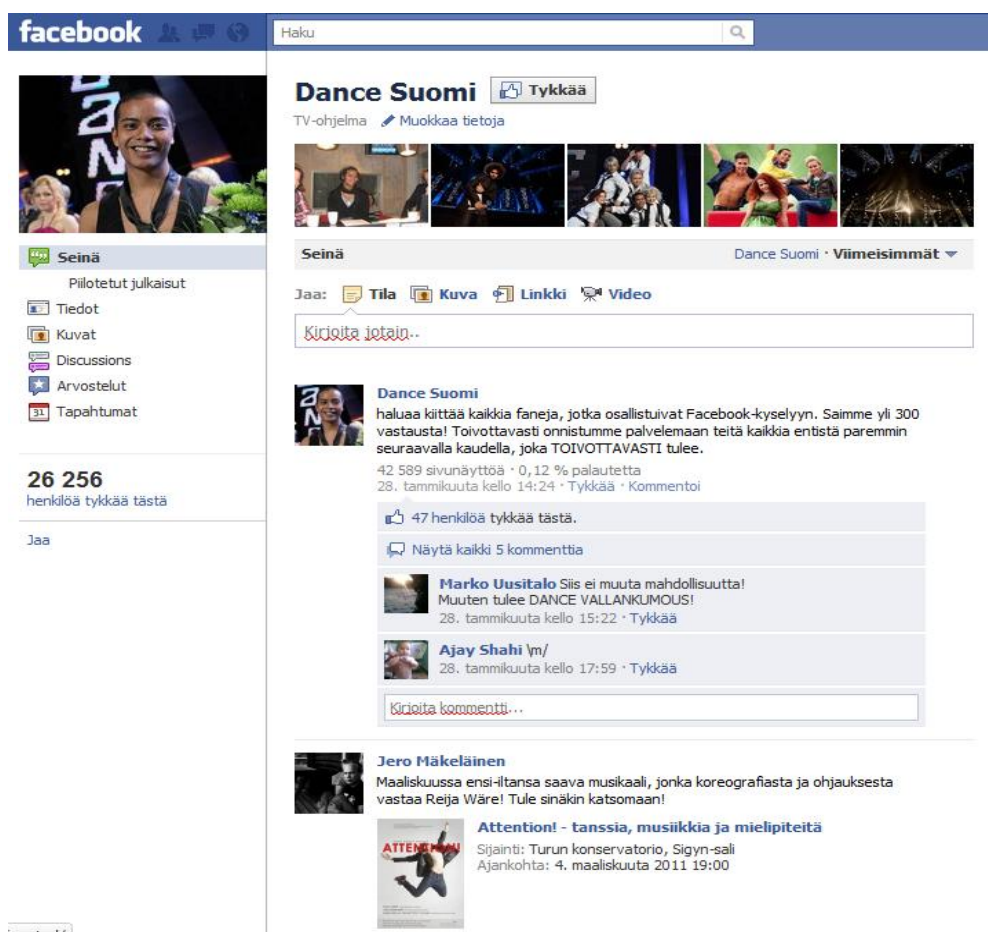 facebook
Haku
DANC
Dance Suomi Tykkää
TV-ohjelma Muokkaa tietoja
Seinä
Piilotetut julkaisut
Tiedot
Kuvat
Discussions
Arvostelut
31 Tapahtumat
26 256
henkilöä tykkää tästä
Jaa
Seinä Dance Suomi · Viimeisimmät
Jaa: Tila Kuva Linkki Video
Kirjoita jotain..
Dance Suomi
haluaa kiittää kaikkia faneja, jotka osallistuivat Facebook-kyselyyn. Saimme yli 300
vastausta! Toivottavasti onnistumme palvelemaan teitä kaikkia entistä paremmin
seuraavalla kaudella, joka TOIVOTTAVASTI tulee.
42 589 sivunäyttöä · 0,12 % palautetta
28. tammikuuta kello 14:24 · Tykkää · Kommentoi
47 henkilöä tykkää tästä.
Näytä kaikki 5 kommenttia
Marko Uusitalo Siis ei muuta mahdollisuutta!
Muuten tulee DANCE VALLANKUMOUS!
28. tammikuuta kello 15:22 · Tykkää
Ajay Shahi \m/
28. tammikuuta kello 17:59 · Tykkää
Kirjoita kommentti...
Jero Mäkeläinen
Maaliskuussa ensi-iltansa saava musikaali, jonka koreografiasta ja ohjauksesta
vastaa Reija Wäre! Tule sinäkin katsomaan!
ATTENTION!
Attention! - tanssia, musiikkia ja mielipiteitä
Sijainti: Turun konservatorio, Sigyn-sali
Ajankohta: 4. maaliskuuta 2011 19:00